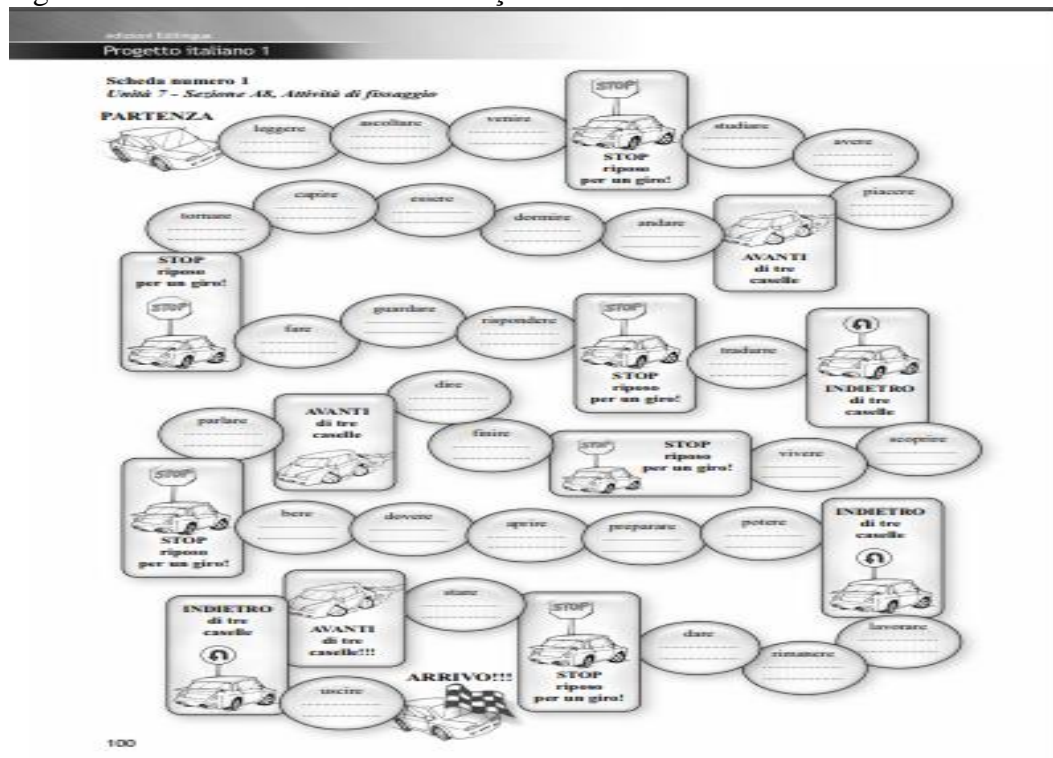 edizioni Edilingua
Progetto italiano 1
Scheda numero 1
Unità 7 - Sezione A8, Attività di fissaggio
PARTENZA
leggere
ascoltare
venire
STOP
STOP
riposo
per un giro!
studiare
avere
piacere
AVANTI
di tre
caselle
andare
dormire
essere
capire
tornare
STOP
riposo
per un giro!
STOP
fare
guardare
rispondere
STOP
STOP
riposo
per un giro!
tradurre
INDIETRO
di tre
caselle
scoprire
vivere
STOP
STOP
riposo
per un giro!
finire
dire
AVANTI
di tre
caselle
parlare
STOP
STOP
riposo
per un giro!
bere
dovere
aprire
preparare
potere
INDIETRO
di tre
caselle
lavorare
rimanere
dare
STOP
STOP
riposo
per un giro!
stare
AVANTI
di tre
caselle!!!
INDIETRO
di tre
caselle
uscire
ARRIVO!!!
100